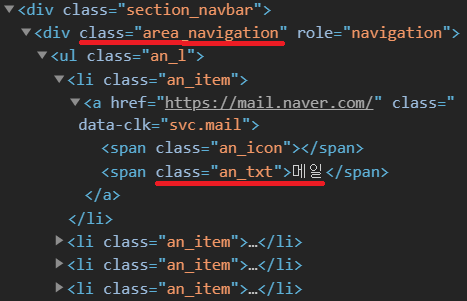 <div class="section_navbar">
<div class="area_navigation" role="navigation">
<ul class="an_l">
<li class="an_item">
<a href="https://mail.naver.com/" class="
data-clk="svc.mail">
<span class="an_icon"></span>
<span class="an_txt">메일</span>
</a>
</li>
<li class="an_item">…</li>
<li class="an_item">…</li>
<li class="an_item">…</li>